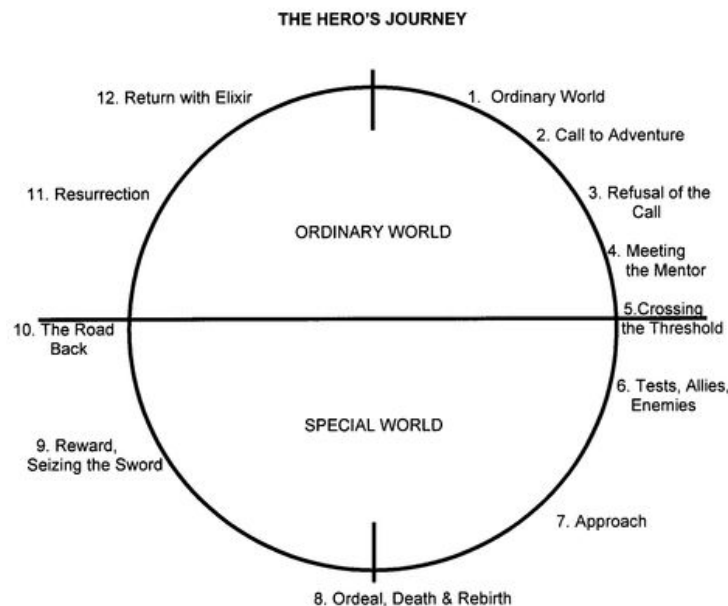 THE HERO'S JOURNEY
12. Return with Elixir
1. Ordinary World
2. Call to Adventure
11. Resurrection
3. Refusal of the
Call
ORDINARY WORLD
4. Meeting
the Mentor
10. The Road
Back
5.Crossing
the Threshold
6. Tests, Allies,
Enemies
SPECIAL WORLD
9. Reward,
Seizing the Sword
7. Approach
8. Ordeal, Death & Rebirth